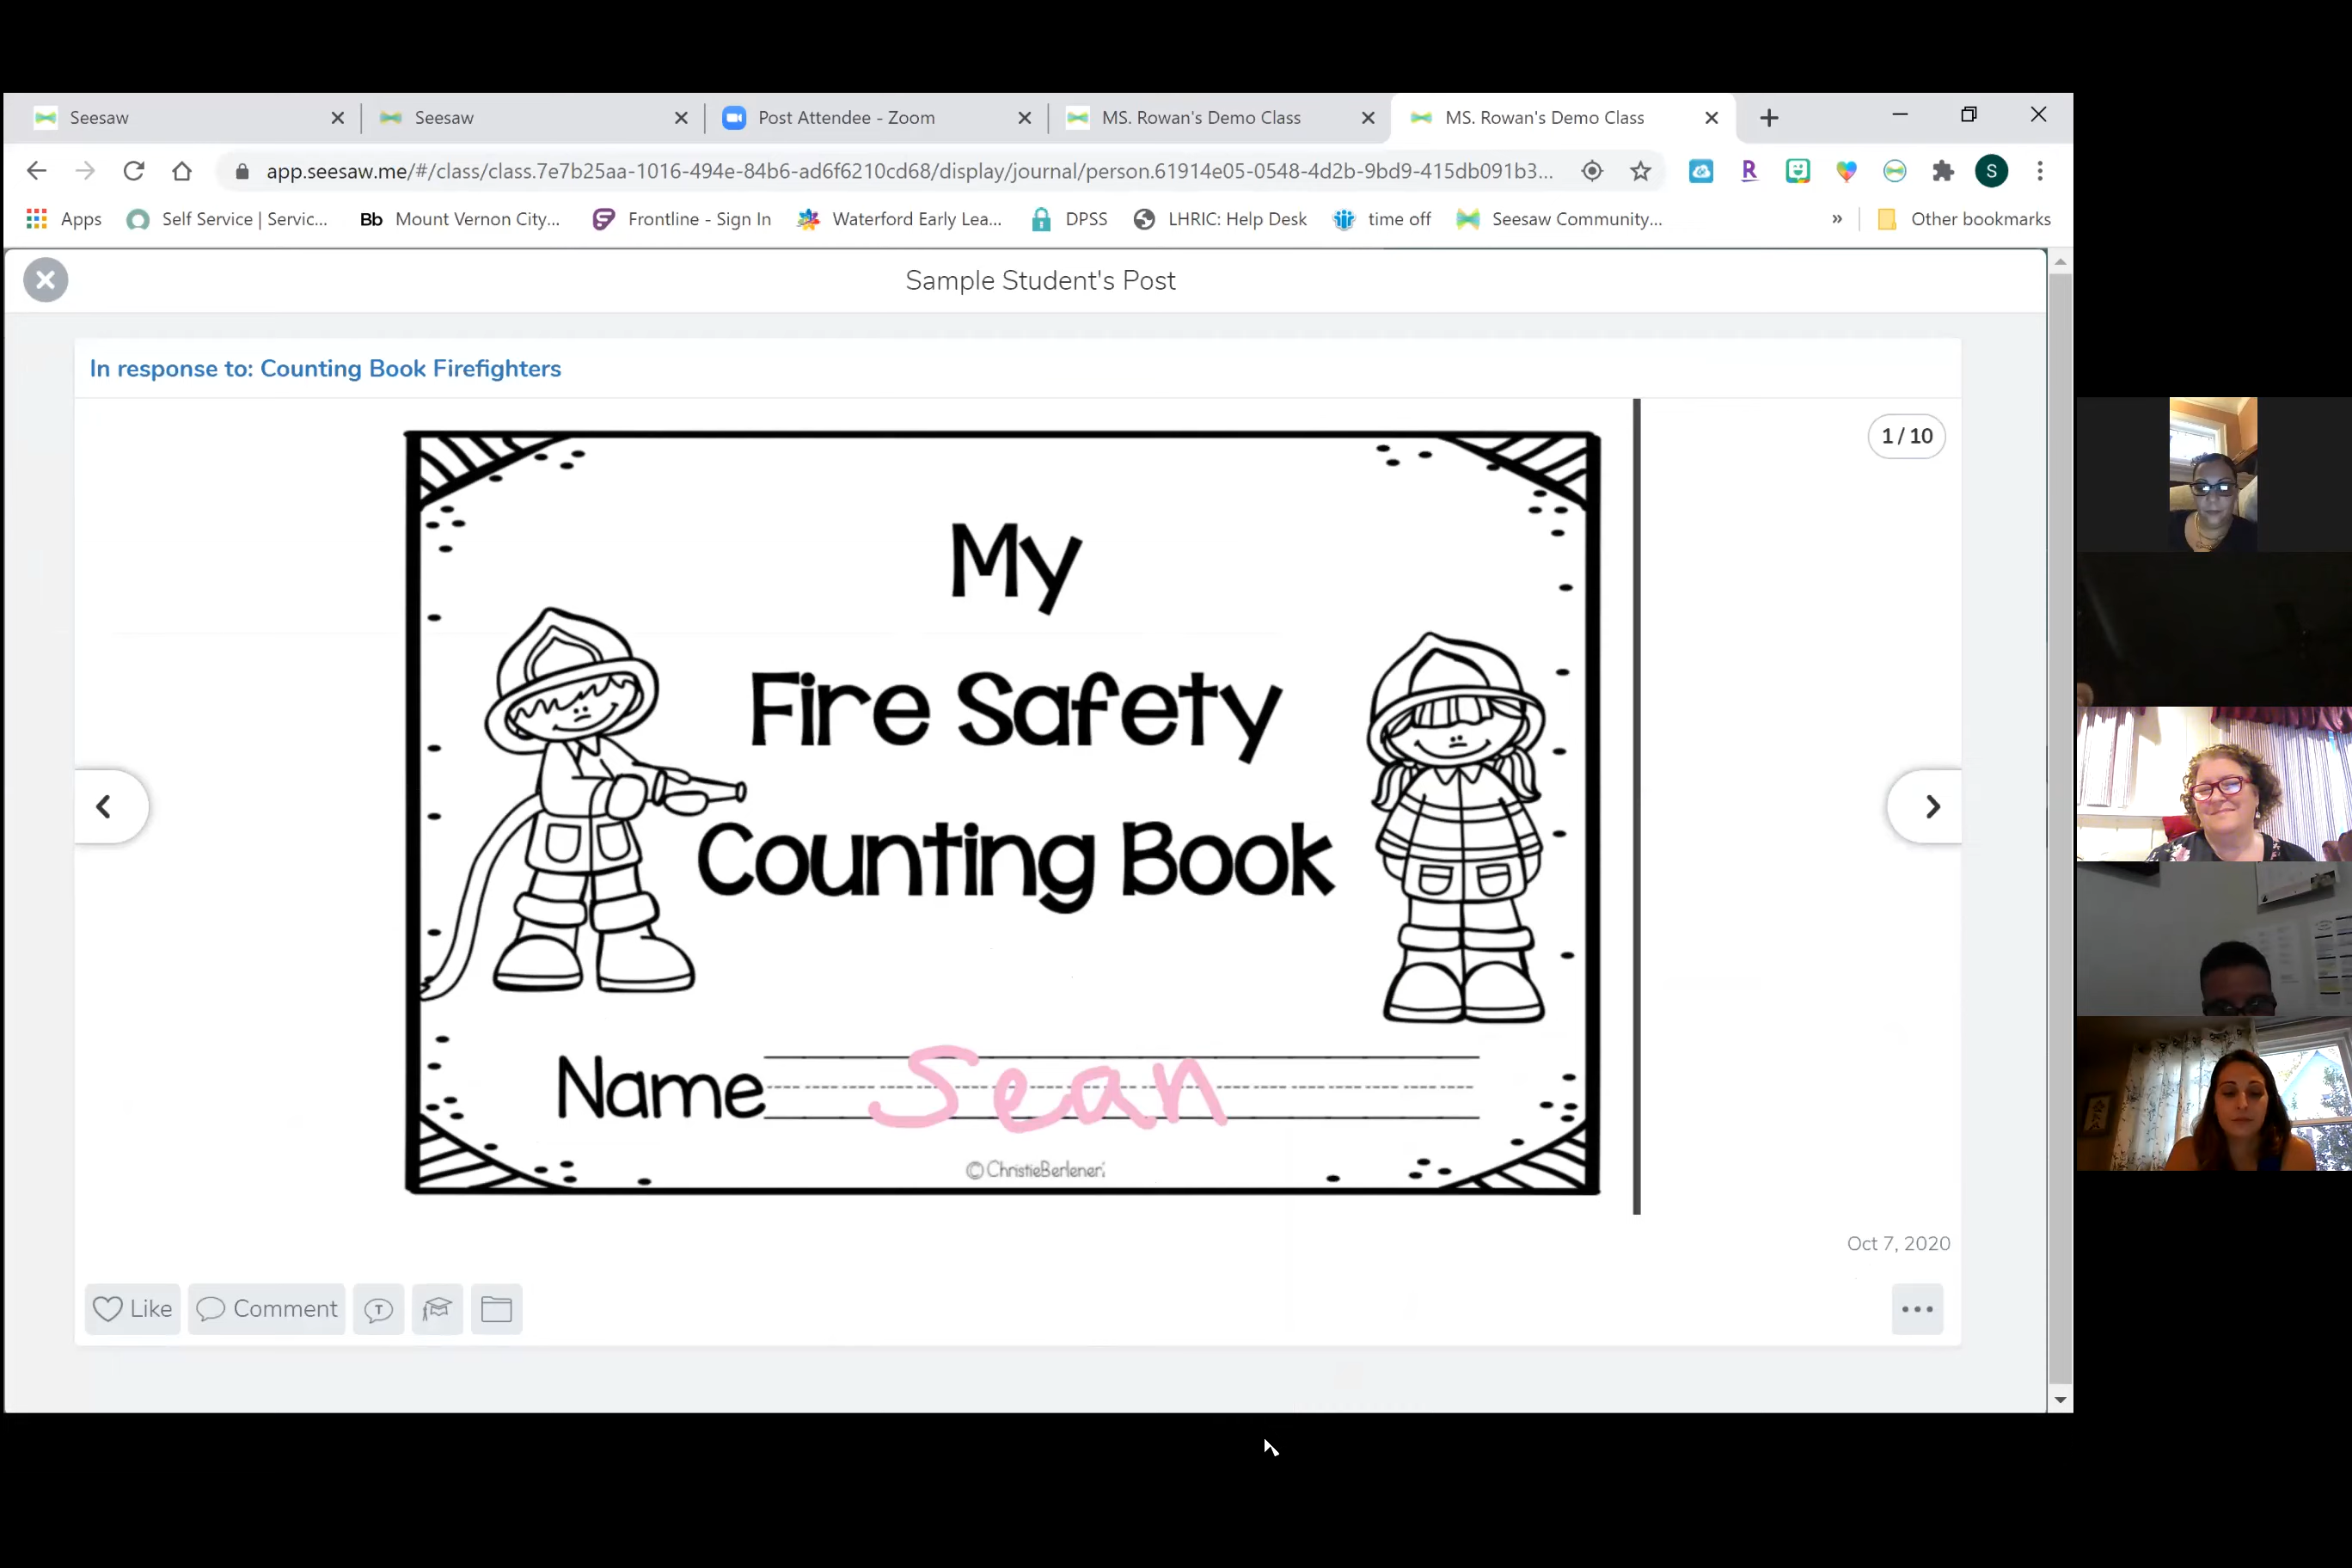 Seesaw
Seesaw
Post Attendee - Zoom
MS. Rowan's Demo Class
MS. Rowan's Demo Class
app.seesaw.me/#/class/class.7e7b25aa-1016-494e-84b6-ad6f6210cd68/display/journal/person.61914e05-0548-4d2b-9bd9-415db091b3...
R
S
Apps
Self Service | Servic...
Bb Mount Vernon City...
Frontline - Sign In
Waterford Early Lea...
DPSS
LHRIC: Help Desk
time off
Seesaw Community...
»
Other bookmarks
Sample Student's Post
In response to: Counting Book Firefighters
1 / 10
My
Fire Safety
Counting Book
Name Sean
© ChristieBerleneri
Oct 7, 2020
Like
Comment
T